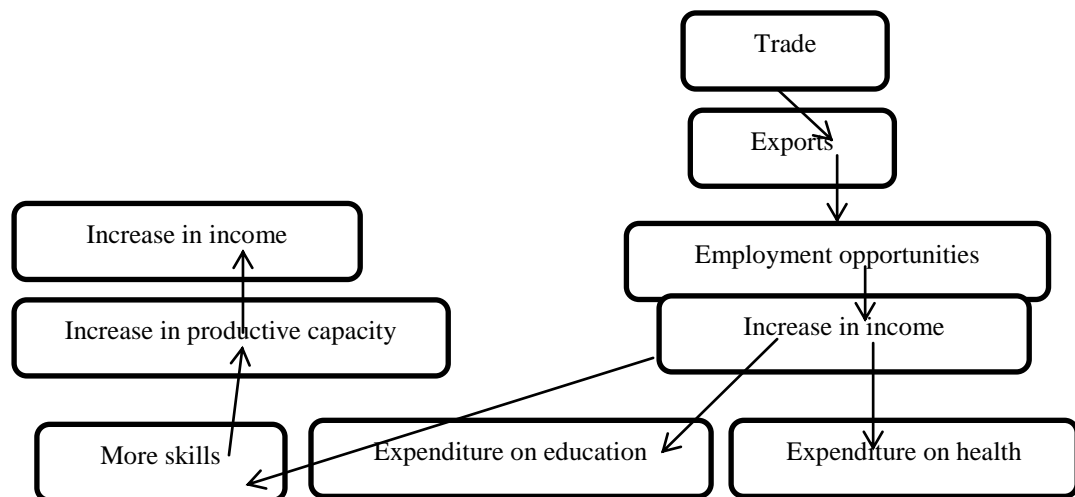 Trade
Exports
Increase in income
Employment opportunities
Increase in productive capacity
Increase in income
More skills
Expenditure on education
Expenditure on health